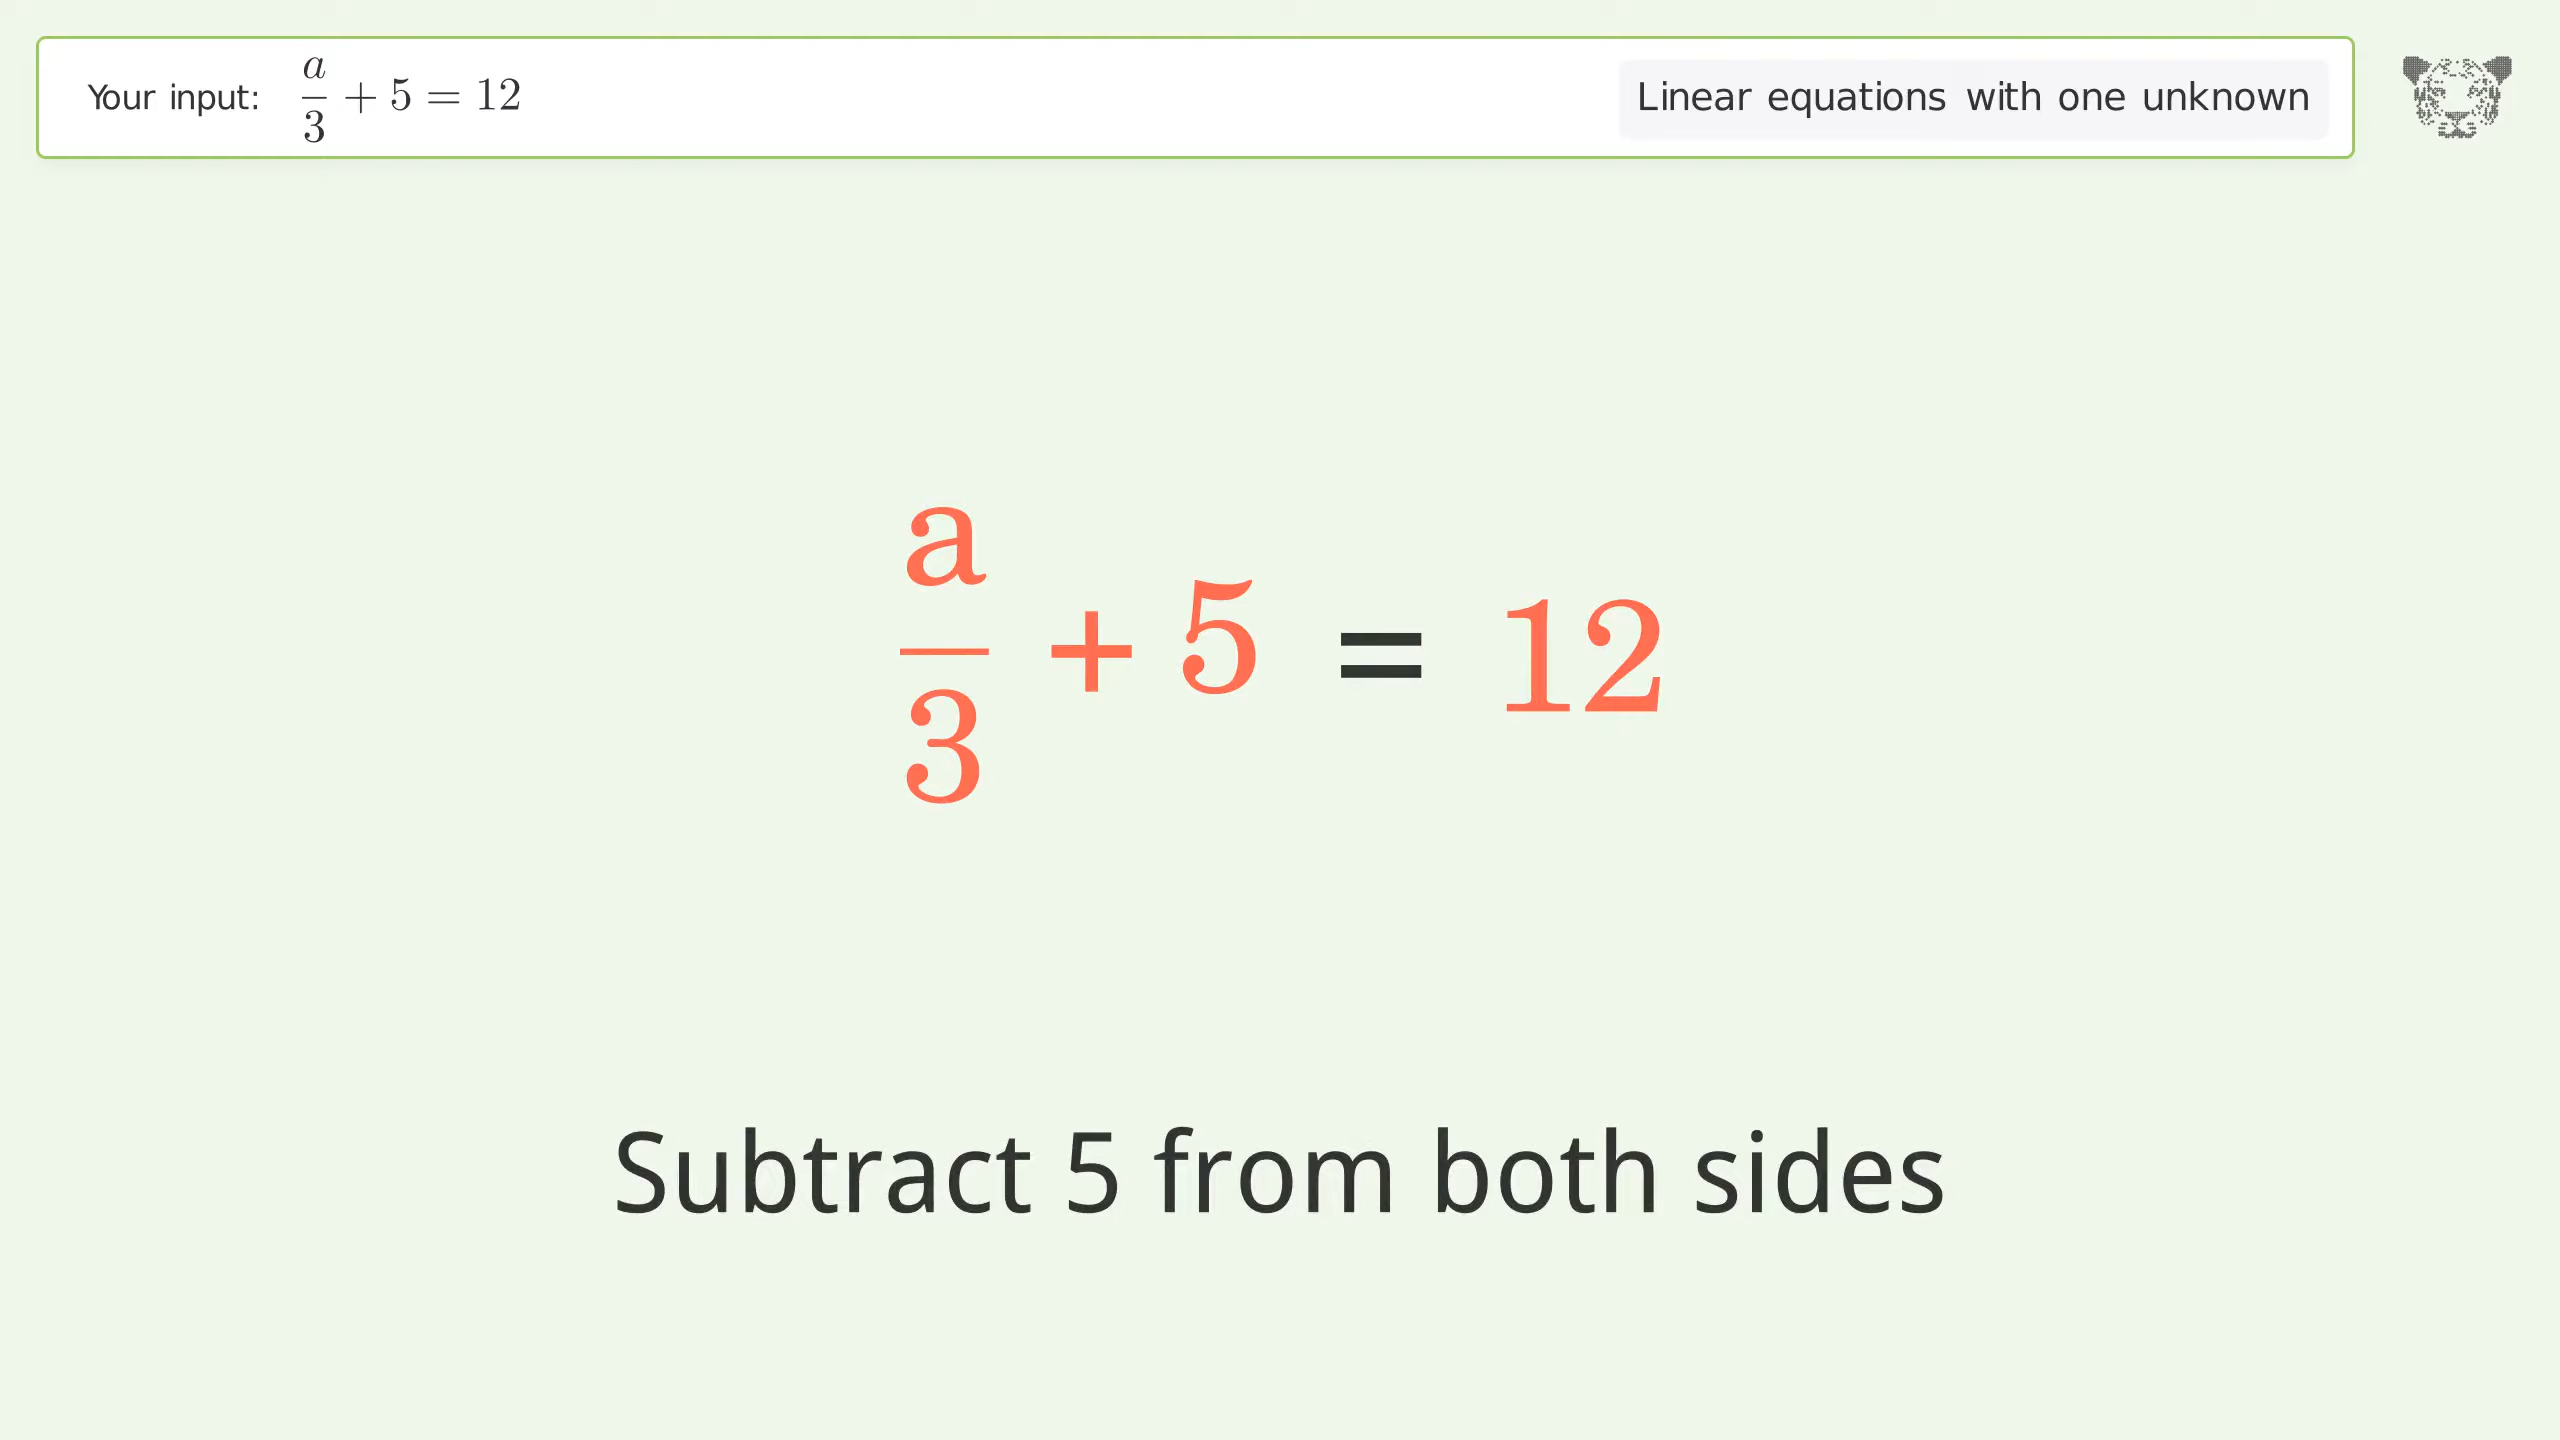 Your input: a/3 + 5 = 12
Linear equations with one unknown
a/3 + 5 = 12
Subtract 5 from both sides